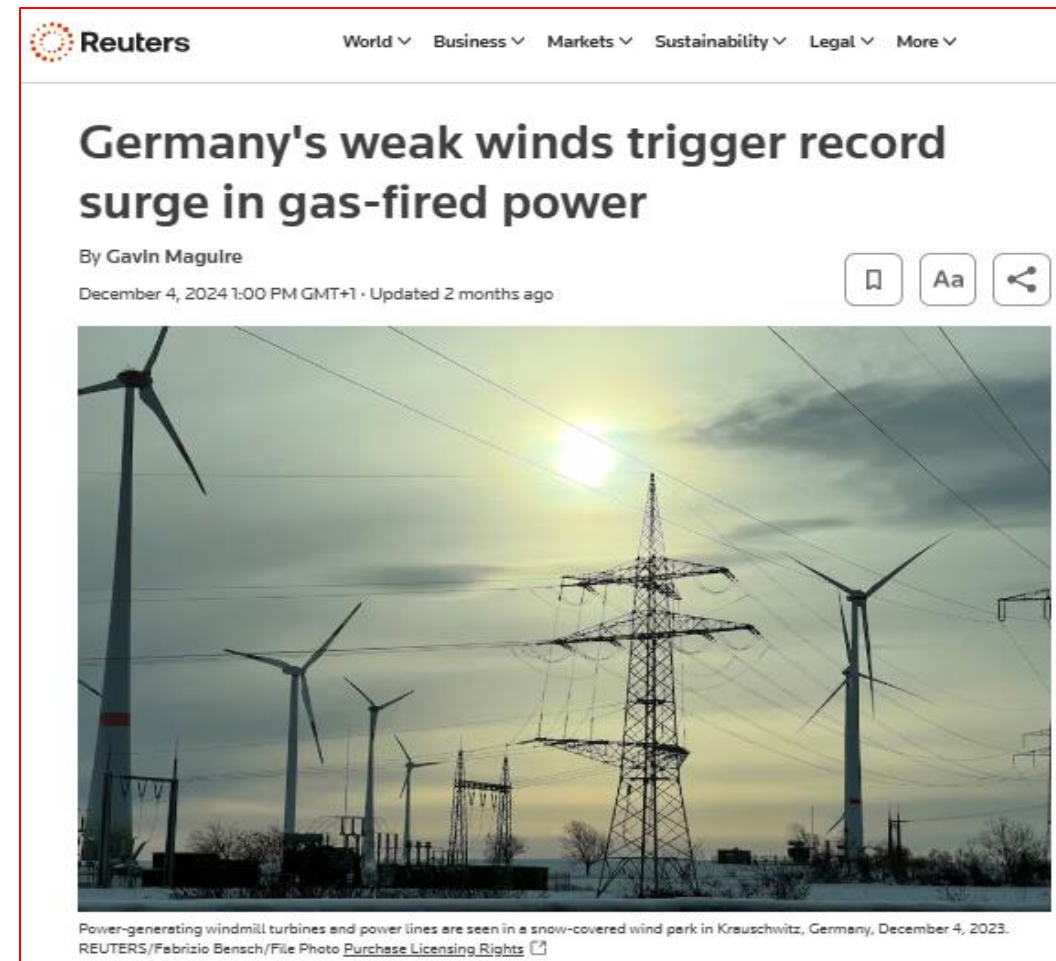 Reuters
World Business Markets Sustainability Legal More
Germany's weak winds trigger record
surge in gas-fired power
By Gavin Maguire
December 4, 2024 1:00 PM GMT+1 · Updated 2 months ago
Aa
Power-generating windmill turbines and power lines are seen in a snow-covered wind park in Krauschwitz, Germany, December 4, 2023.
REUTERS/Fabrizio Bensch/File Photo Purchase Licensing Rights